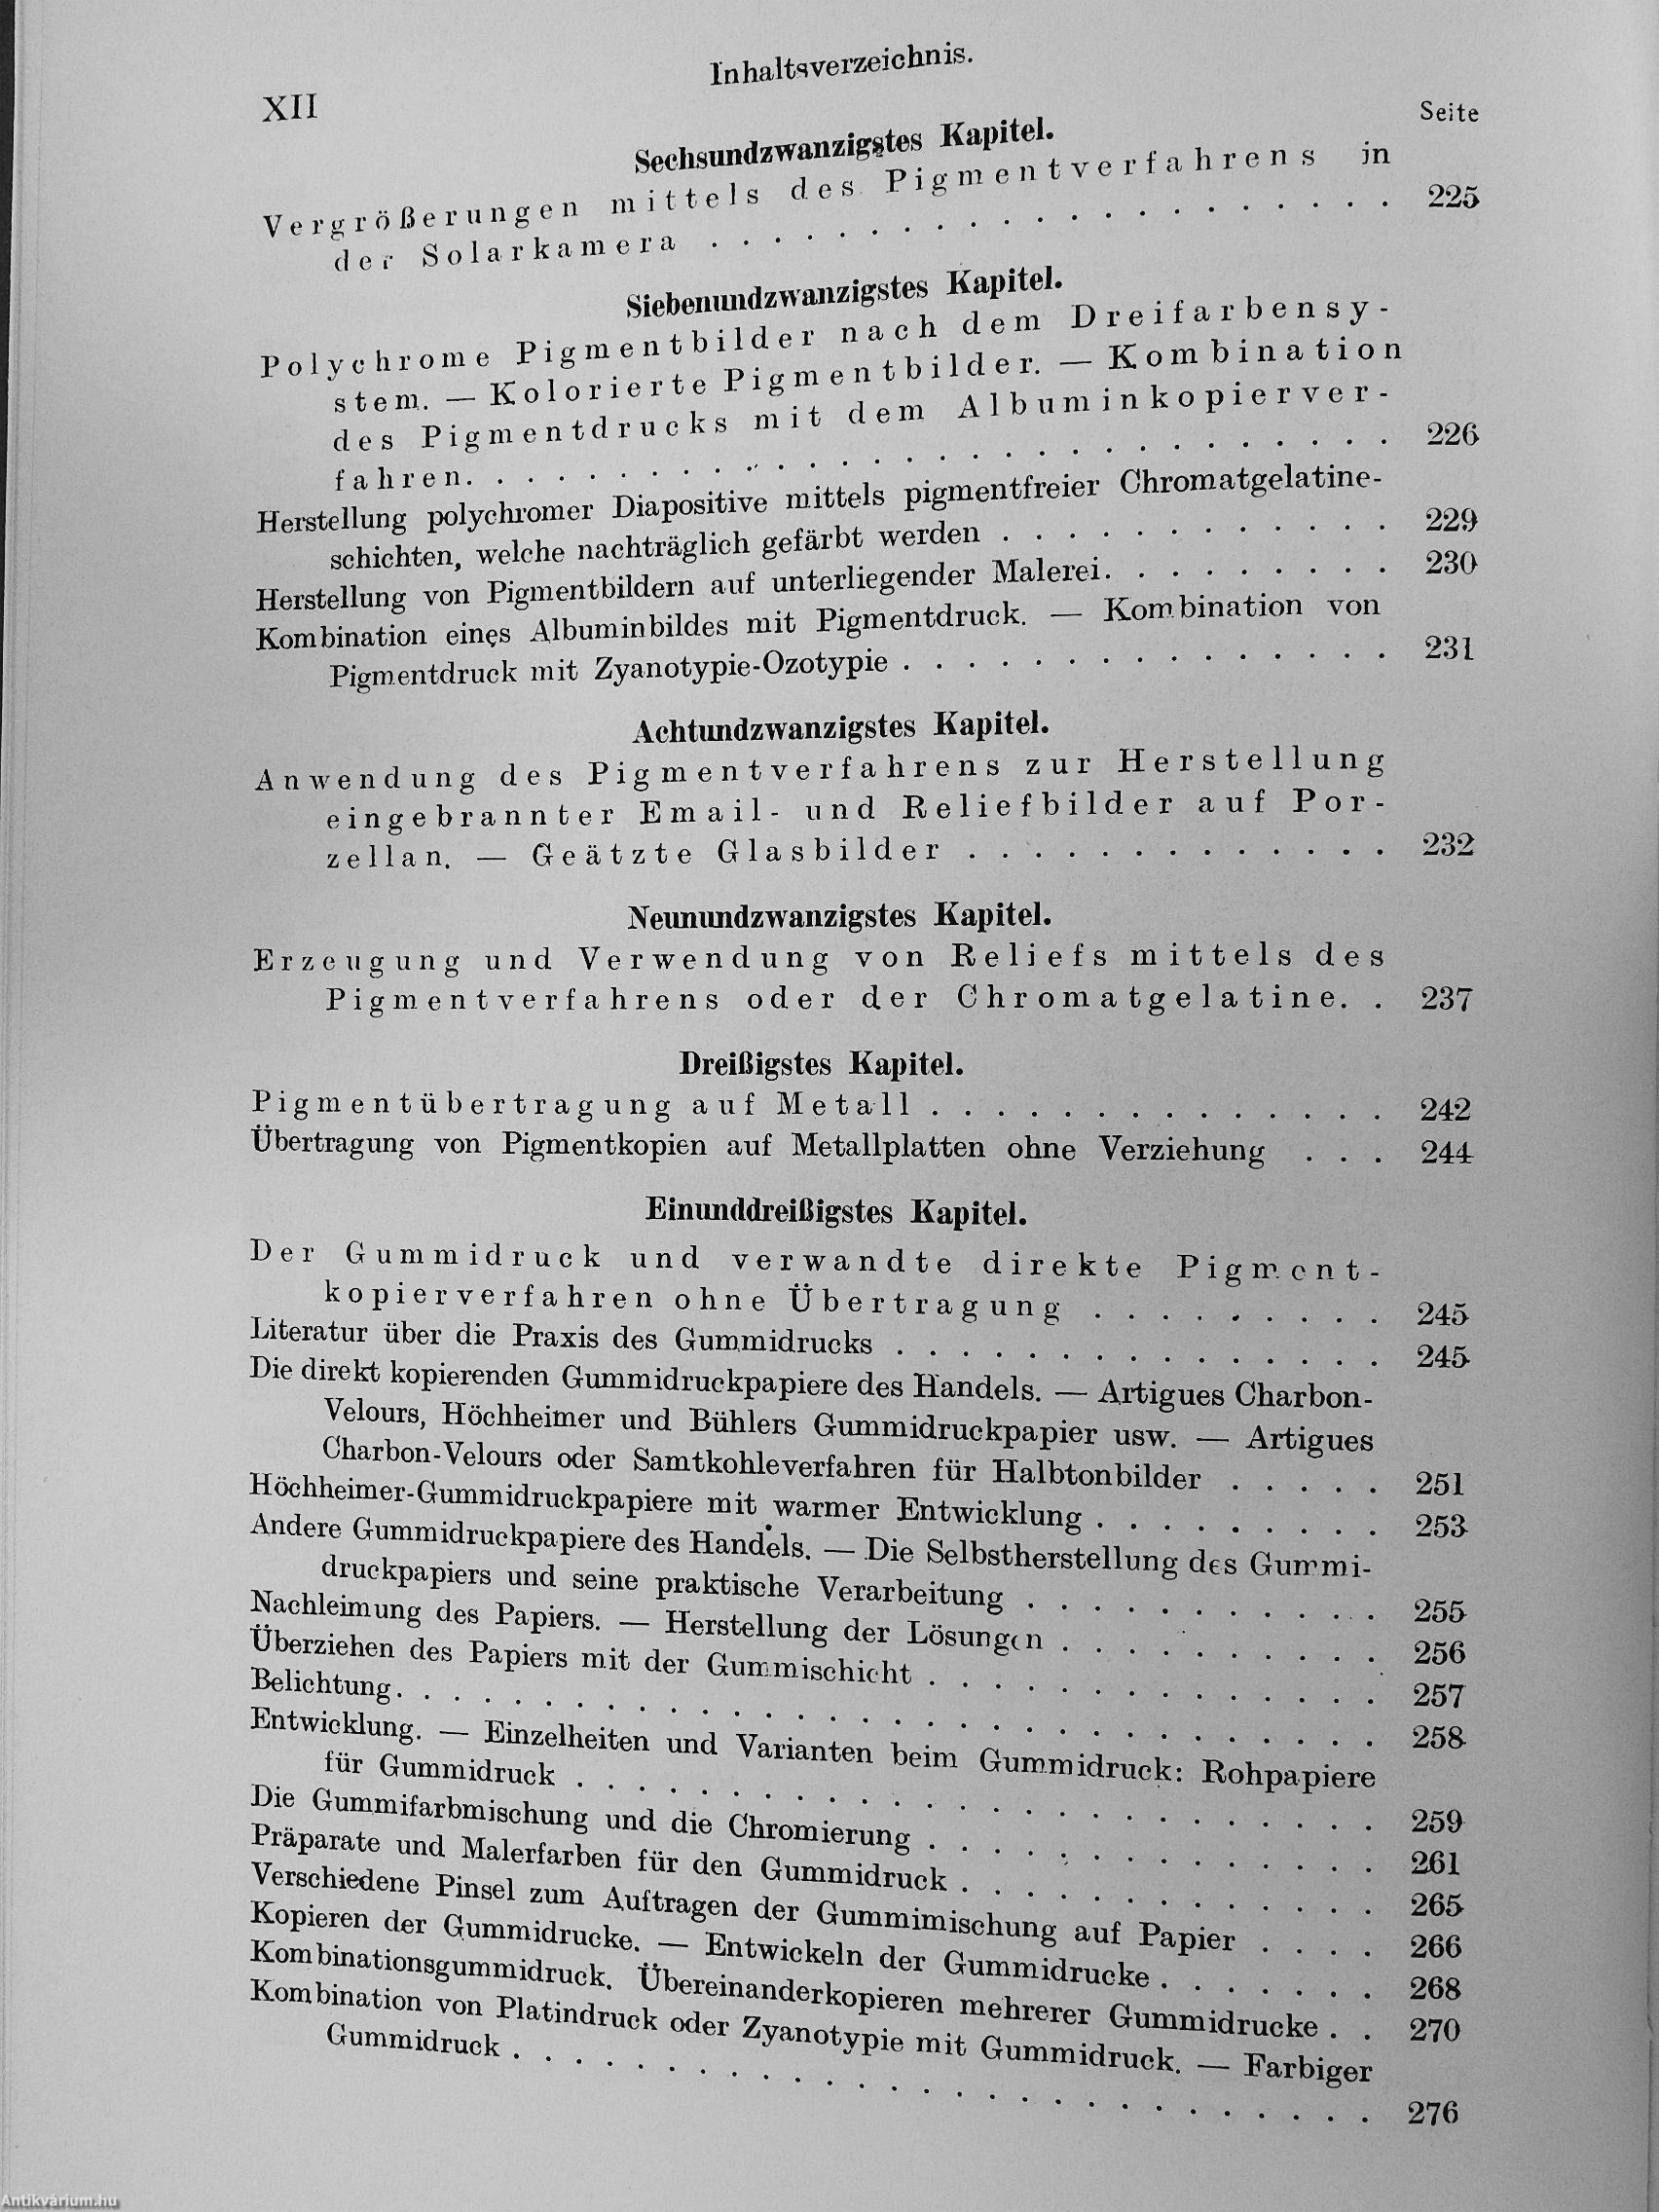 Inhaltsverzeichnis.
XII
Seite
Sechsundzwanzigstes Kapitel.
Vergrößerungen mittels des Pigmentverfahrens in
der Solarkamera . . . . . . . . . . . . . . . . . . . . . 225
Siebenundzwanzigstes Kapitel.
Polychrome Pigmentbilder nach dem Dreifarbensy-
stem. — Kolorierte Pigmentbilder. — Kombination
des Pigmentdrucks mit dem Albuminkopierver-
fahren. . . . . . . . . . . . . . . . . . . . . . . . . . . . . 226
Herstellung polychromer Diapositive mittels pigmentfreier Chromatgelatine-
schichten, welche nachträglich gefärbt werden . . . . . . . . . . . . 229
Herstellung von Pigmentbildern auf unterliegender Malerei. . . . . . . . . 230
Kombination eines Albuminbildes mit Pigmentdruck. — Kombination von
Pigmentdruck mit Zyanotypie-Ozotypie . . . . . . . . . . . . . . . 231
Achtundzwanzigstes Kapitel.
Anwendung des Pigmentverfahrens zur Herstellung
eingebrannter Email- und Reliefbilder auf Por-
zellan. — Geätzte Glasbilder . . . . . . . . . . . . . 232
Neunundzwanzigstes Kapitel.
Erzeugung und Verwendung von Reliefs mittels des
Pigmentverfahrens oder der Chromatgelatine. . 237
Dreißigstes Kapitel.
Pigmentübertragung auf Metall . . . . . . . . . . . . . . 242
Übertragung von Pigmentkopien auf Metallplatten ohne Verziehung . . . 244
Einunddreißigstes Kapitel.
Der Gummidruck und verwandte direkte Pigment-
kopierverfahren ohne Übertragung . . . . . . . . . 245
Literatur über die Praxis des Gummidrucks . . . . . . . . . . . . . . . 245
Die direkt kopierenden Gummidruckpapiere des Handels. — Artigues Charbon-
Velours, Höchheimer und Bühlers Gummidruckpapier usw. — Artigues
Charbon-Velours oder Samtkohleverfahren für Halbtonbilder . . . . . 251
Höchheimer-Gummidruckpapiere mit warmer Entwicklung . . . . . . . . . 253
Andere Gummidruckpapiere des Handels. — Die Selbstherstellung des Gummi-
druckpapiers und seine praktische Verarbeitung . . . . . . . . . . . 255
Nachleimung des Papiers. — Herstellung der Lösungen . . . . . . . . . . 256
Überziehen des Papiers mit der Gummischicht . . . . . . . . . . . . . . 257
Belichtung. . . . . . . . . . . . . . . . . . . . . . . . . . . . . . . 258
Entwicklung. — Einzelheiten und Varianten beim Gummidruck: Rohpapiere
für Gummidruck . . . . . . . . . . . . . . . . . . . . . . . . . . 259
Die Gummifarbmischung und die Chromierung . . . . . . . . . . . . . . 261
Präparate und Malerfarben für den Gummidruck . . . . . . . . . . . . . 265
Verschiedene Pinsel zum Auftragen der Gummimischung auf Papier . . . . 266
Kopieren der Gummidrucke. — Entwickeln der Gummidrucke . . . . . . . 268
Kombinationsgummidruck. Übereinanderkopieren mehrerer Gummidrucke . . 270
Kombination von Platindruck oder Zyanotypie mit Gummidruck. — Farbiger
Gummidruck . . . . . . . . . . . . . . . . . . . . . . . . . . . . 276
Antikvárium.hu